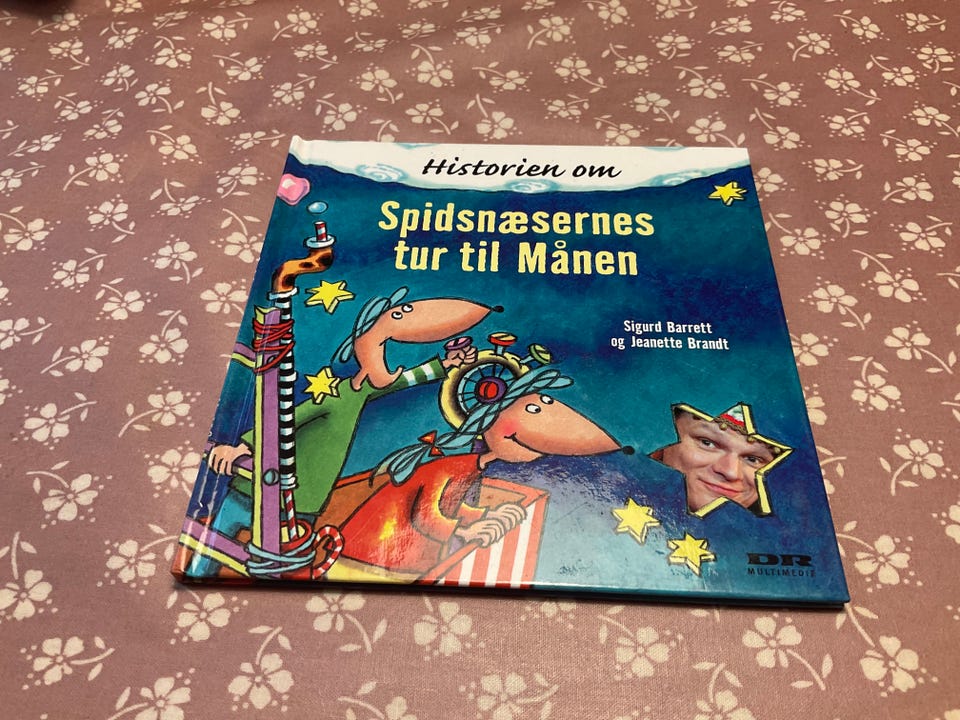 Historien om
Spidsnæsernes
tur til Månen
Sigurd Barrett
og Jeanette Brandt
DR
MULTIMEDIE